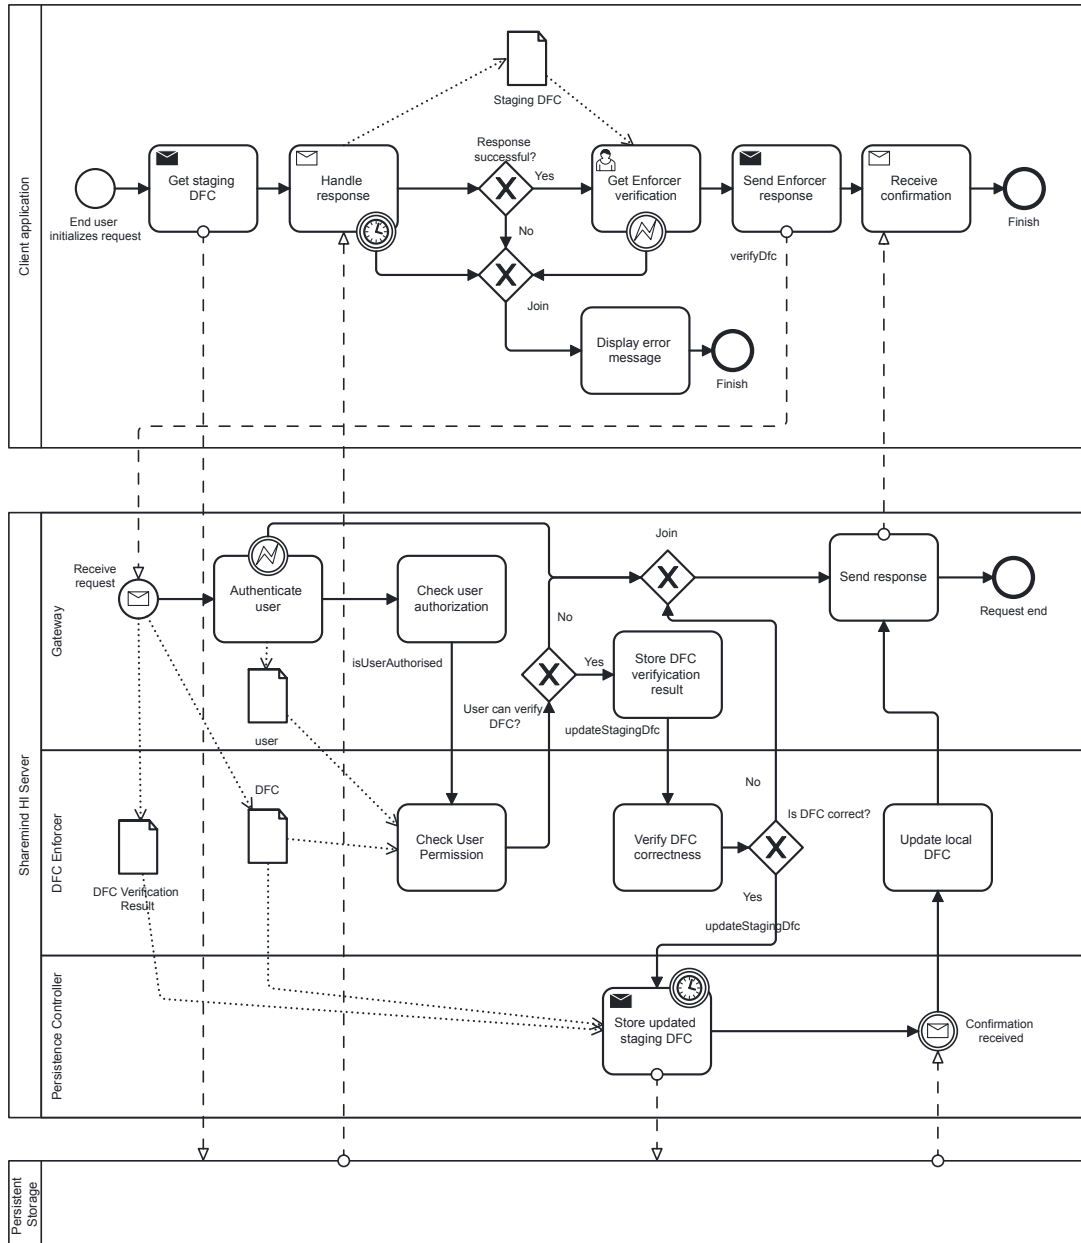 Client application
Staging DFC
Response
successful?
Get staging
DFC
Handle
response
Yes
Get Enforcer
verification
Send Enforcer
response
Receive
confirmation
End user
initializes request
Finish
No
verifyDfc
Join
Display error
message
Finish
Sharemind HI Server
Gateway
Receive
request
Authenticate
user
Check user
authorization
Join
Send response
Request end
No
isUserAuthorised
Yes
Store DFC
verifyication
result
User can verify
DFC?
updateStagingDfc
user
DFC Enforcer
DFC
No
Is DFC correct?
Check User
Permission
Verify DFC
correctness
Update local
DFC
DFC Verification
Result
Yes
updateStagingDfc
Persistence Controller
Store updated
staging DFC
Confirmation
received
Persistent
Storage